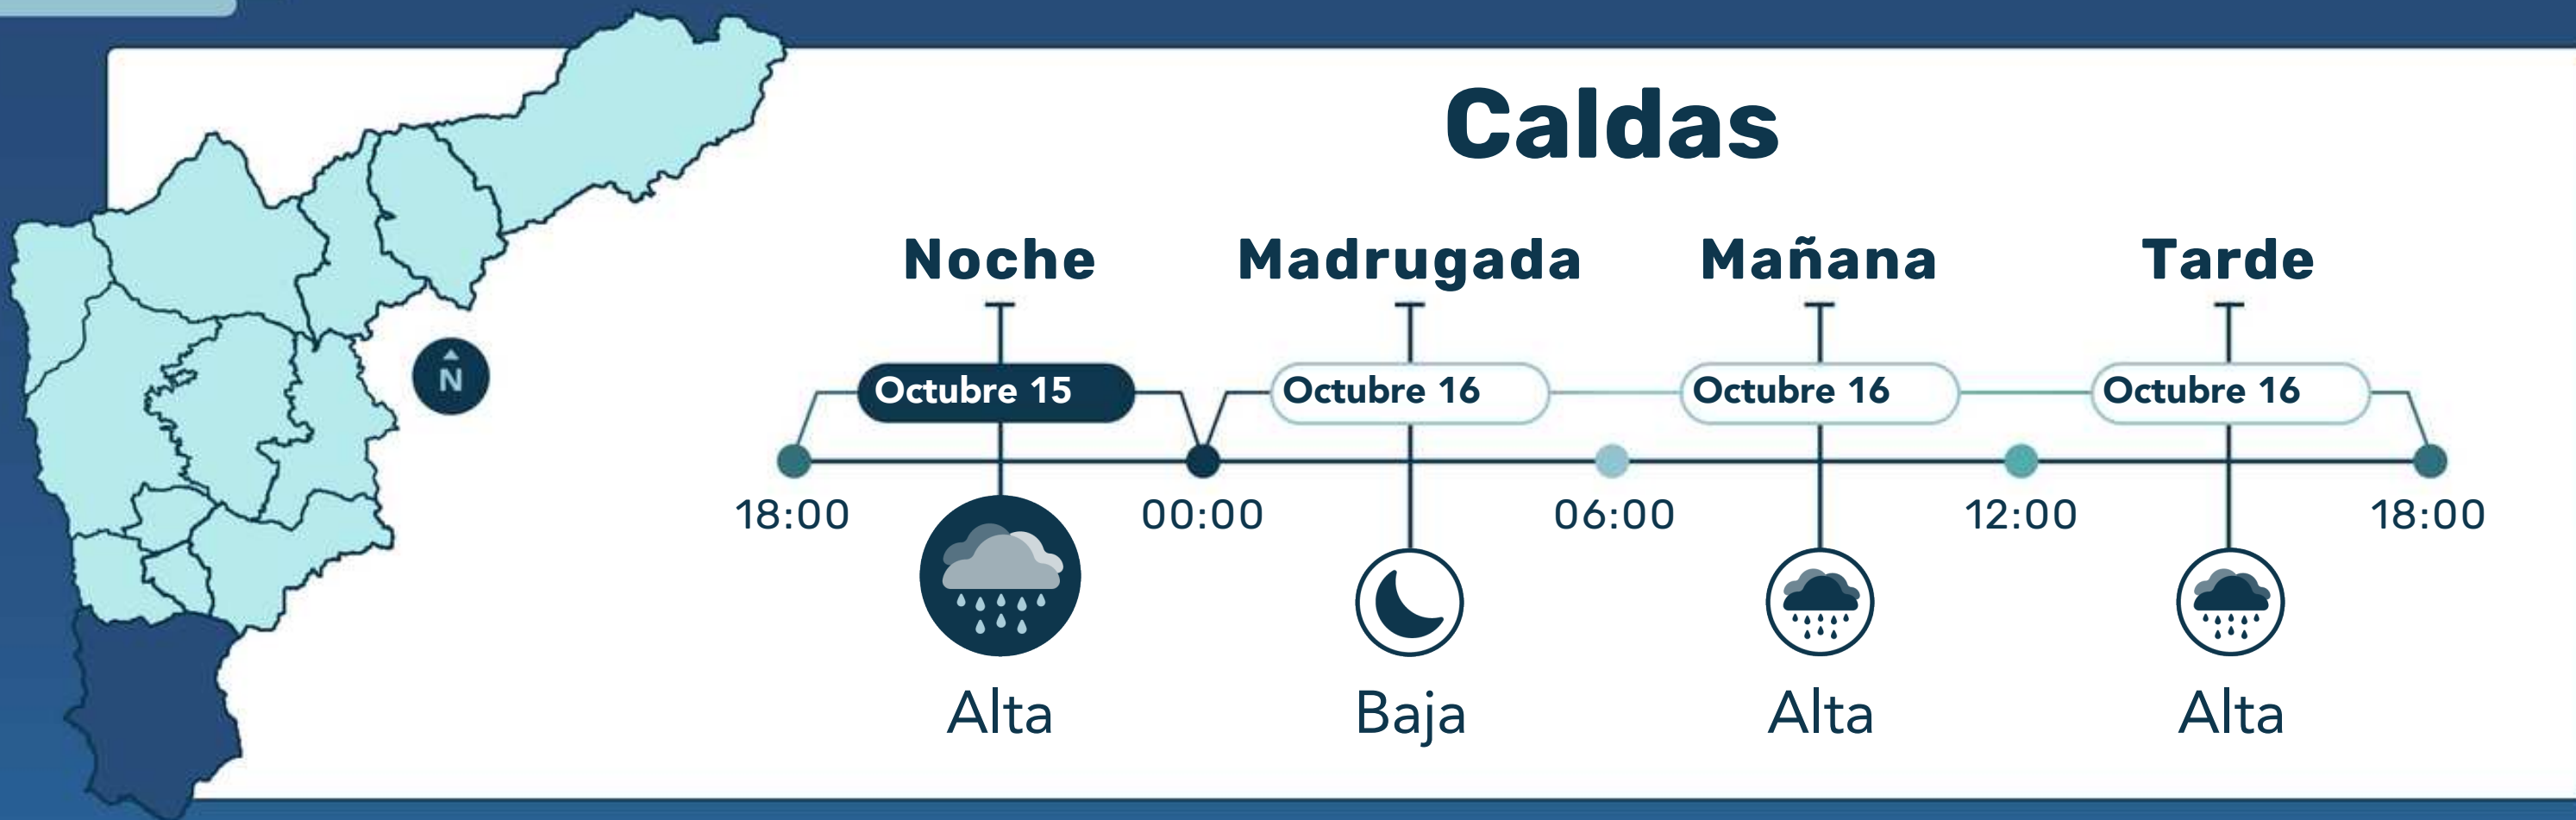 Caldas
Noche
Madrugada
Mañana
Tarde
Octubre 15
Octubre 16
Octubre 16
Octubre 16
N
18:00
00:00
06:00
12:00
18:00
Alta
Baja
Alta
Alta